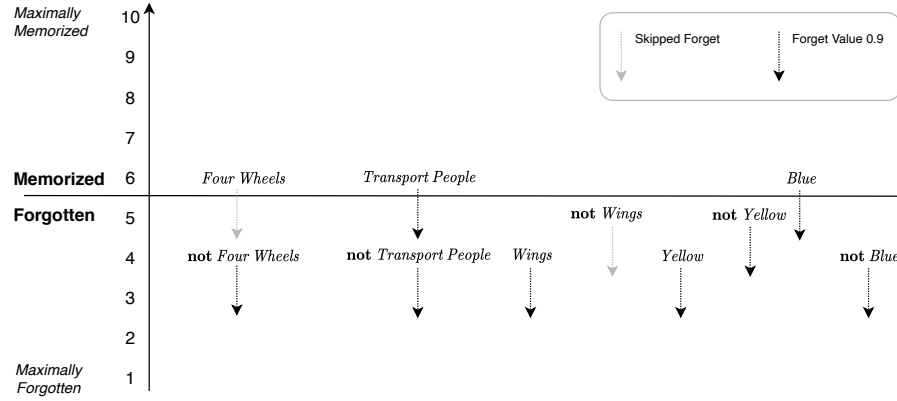 Maximally
Memorized
10
Skipped Forget
Forget Value 0.9
9
8
7
Memorized
6
Four Wheels
Transport People
Blue
Forgotten
5
not Wings
not Yellow
4
not Four Wheels
not Transport People
Wings
Yellow
not Blue
3
2
Maximally
Forgotten
1